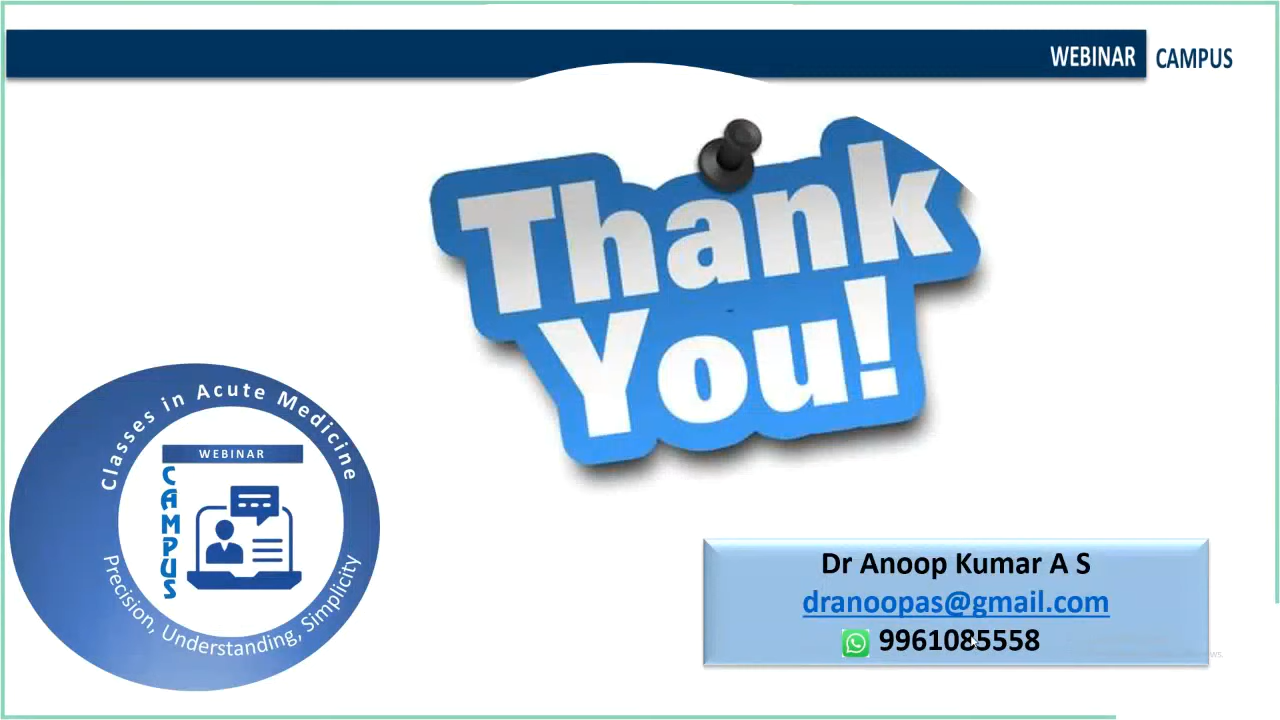 WEBINAR CAMPUS
Thank
You!
Classes in Acute Medicine
WEBINAR
CAMPUS
Precision, Understanding, Simplicity
Dr Anoop Kumar A S
dranoopas@gmail.com
9961085558